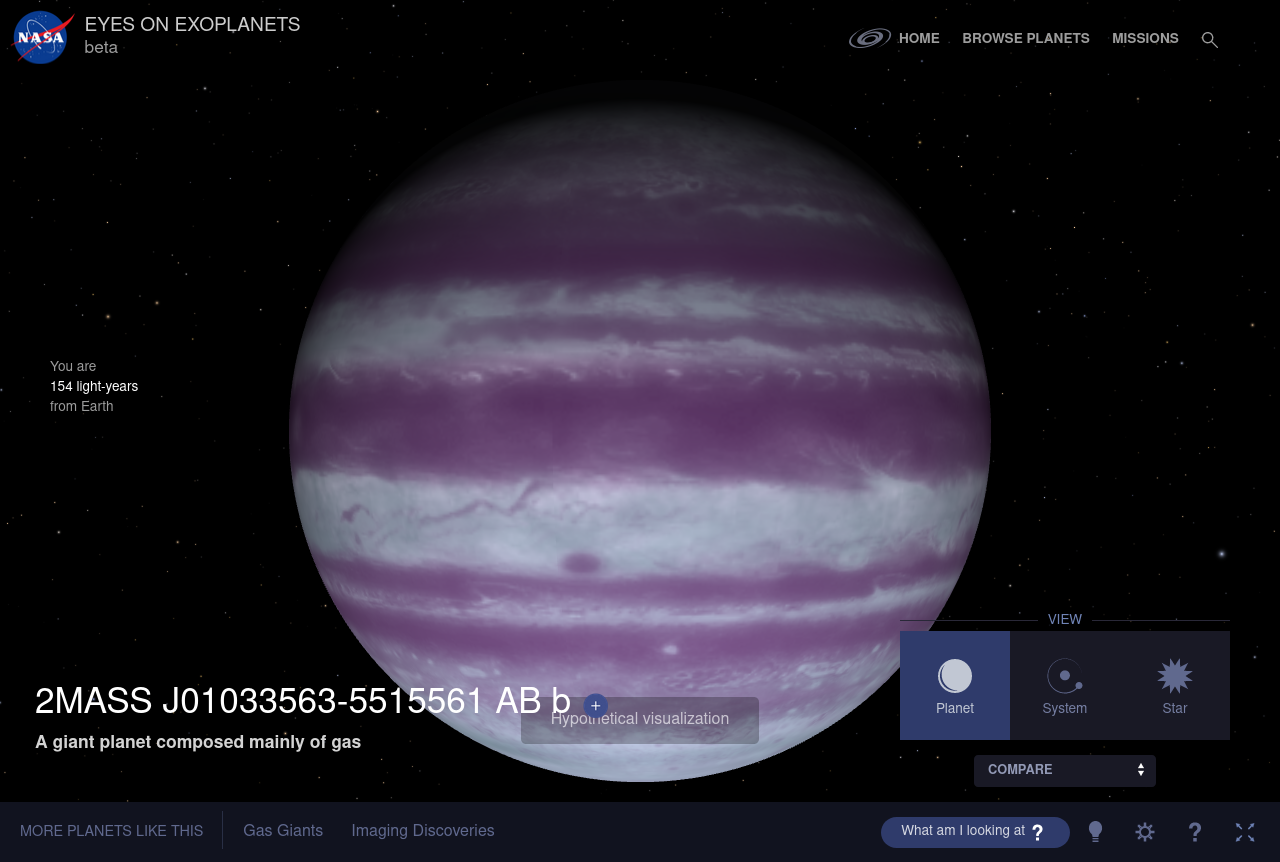 NASA
EYES ON EXOPLANETS
beta
HOME BROWSE PLANETS MISSIONS
You are
154 light-years
from Earth
2MASS J01033563-5515561 AB b +
A giant planet composed mainly of gas
Hypothetical visualization
VIEW
Planet System Star
COMPARE
MORE PLANETS LIKE THIS Gas Giants Imaging Discoveries
What am I looking at ? ?